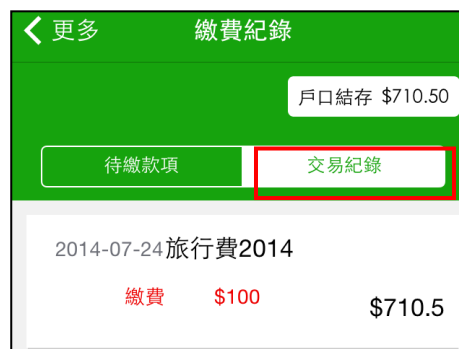 更多 繳費紀錄
戶口結存 $710.50
待繳款項 交易紀錄
2014-07-24旅行費2014
繳費 $100 $710.5